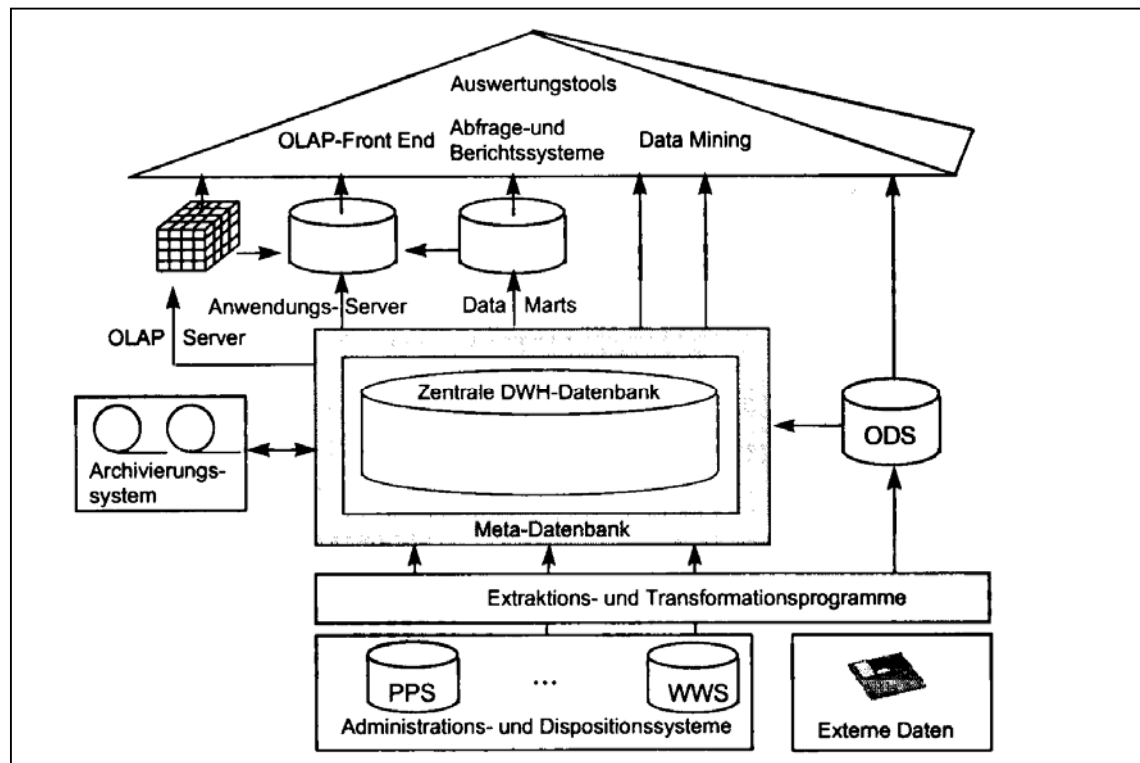 Auswertungstools
OLAP-Front End
Abfrage-und
Berichtssysteme
Data Mining
Anwendungs-Server
Data Marts
OLAP Server
Zentrale DWH-Datenbank
ODS
Archivierungs-
system
Meta-Datenbank
Extraktions- und Transformationsprogramme
PPS
...
WWS
Administrations- und Dispositionssysteme
Externe Daten